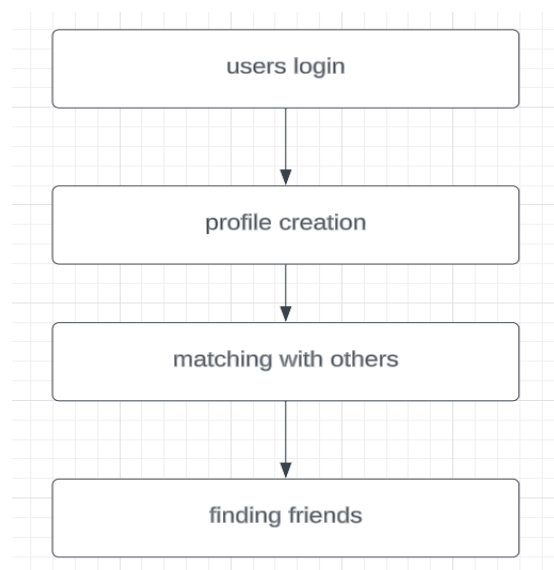 users login
profile creation
matching with others
finding friends